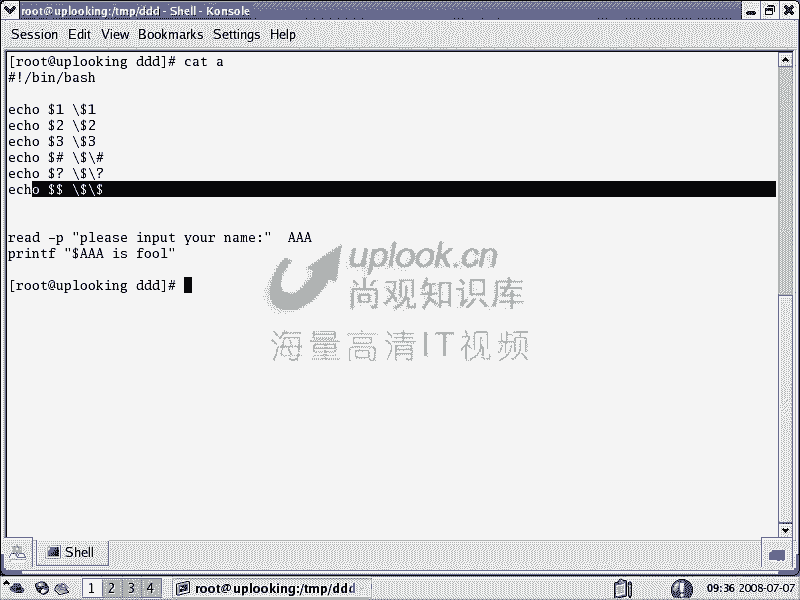 root@uplooking:/tmp/ddd - Shell - Konsole
Session Edit View Bookmarks Settings Help
[root@uplooking ddd]# cat a
#!/bin/bash
echo $1 \$1
echo $2 \$2
echo $3 \$3
echo $# \$\#
echo $? \$\?
echo $$ \$\$
read -p "please input your name:"  AAA
printf "$AAA is fool"
[root@uplooking ddd]#
uplook.cn
尚观知识库
海量高清IT视频
Shell
1 2 3 4 root@uplooking:/tmp/ddd 09:36 2008-07-07